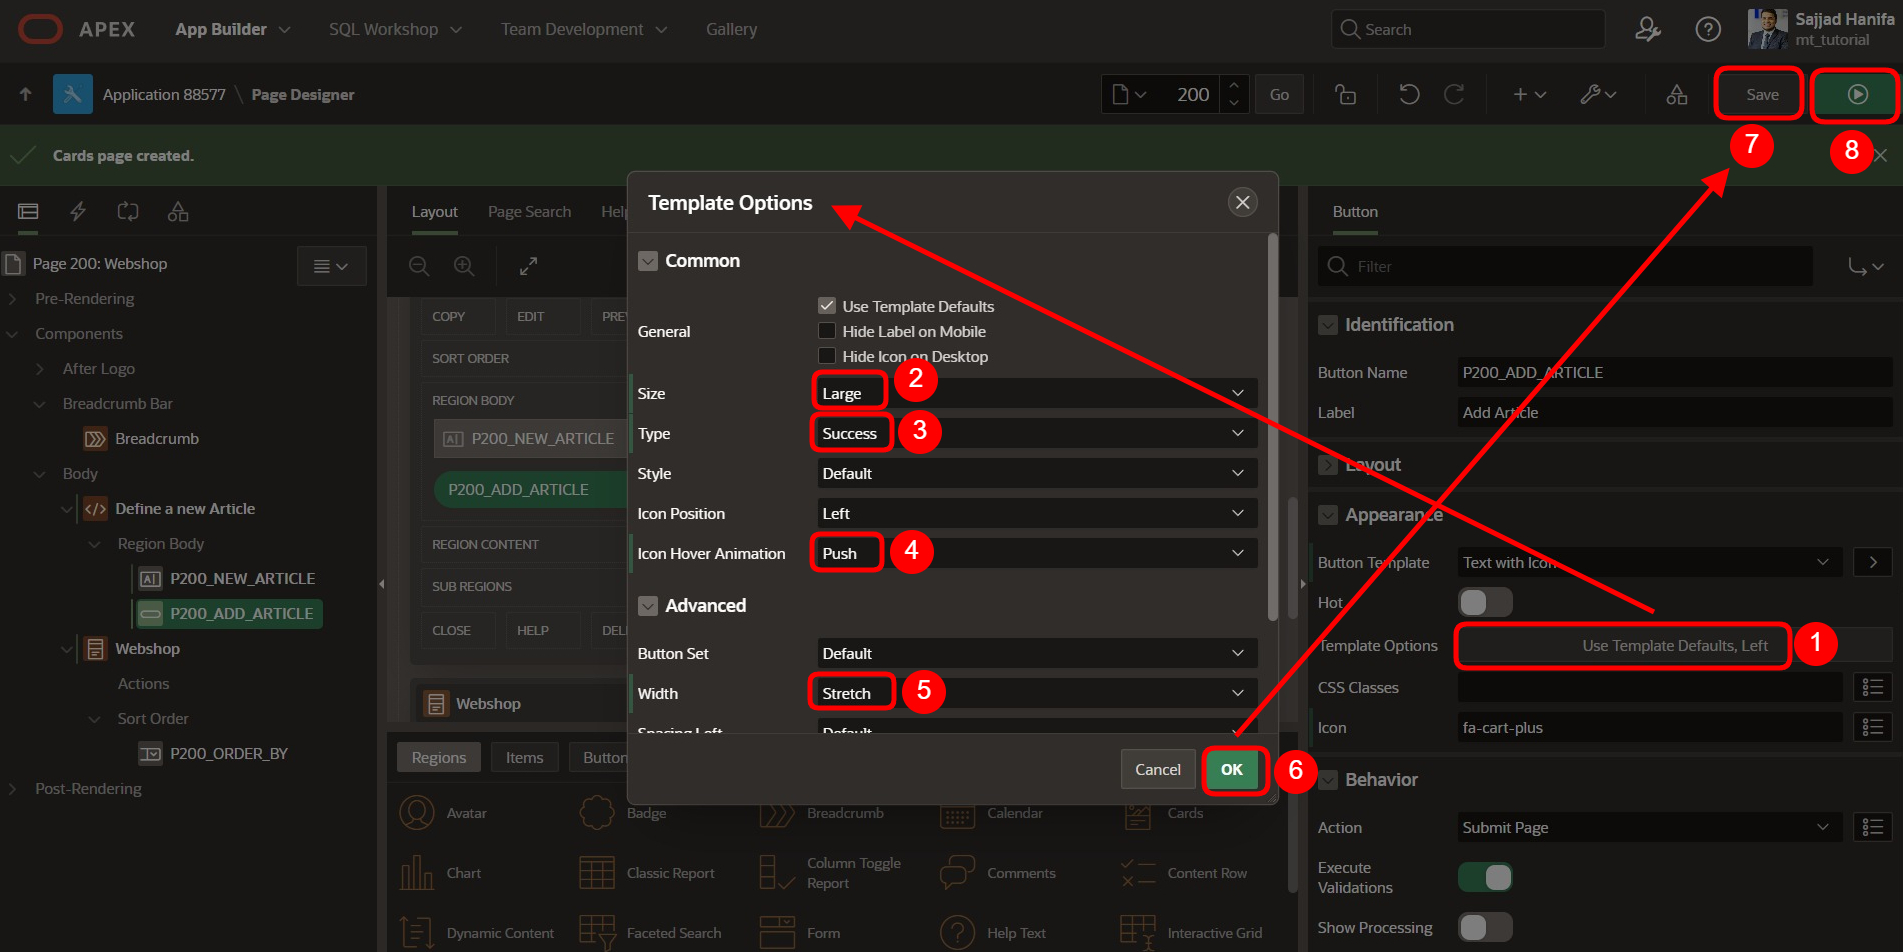 APEX
App Builder
SQL Workshop
Team Development
Gallery
Search
Sajjad Hanifa
mt_tutorial
Application 88577 \ Page Designer
200
Go
Save
7
8
Cards page created.
Page 200: Webshop
Pre-Rendering
Components
After Logo
Breadcrumb Bar
Breadcrumb
Body
Define a new Article
Region Body
P200_NEW_ARTICLE
P200_ADD_ARTICLE
Webshop
Actions
Sort Order
P200_ORDER_BY
Post-Rendering
Layout
Page Search
Help
COPY
EDIT
SORT ORDER
REGION BODY
P200_NEW_ARTICLE
P200_ADD_ARTICLE
REGION CONTENT
SUB REGIONS
CLOSE
HELP
Webshop
Regions
Items
Button
Avatar
Badge
Breadcrumb
Calendar
Cards
Chart
Classic Report
Column Toggle
Report
Comments
Content Row
Dynamic Content
Faceted Search
Form
Help Text
Interactive Grid
Template Options
Common
General
Use Template Defaults
Hide Label on Mobile
Hide Icon on Desktop
Size
Large
2
Type
Success
3
Style
Default
Icon Position
Left
Icon Hover Animation
Push
4
Advanced
Button Set
Default
Width
Stretch
5
Spacing Left
Default
Cancel
OK
6
Button
Filter
Identification
Button Name
P200_ADD_ARTICLE
Label
Add Article
Layout
Appearance
Button Template
Text with Icon
Hot
Template Options
Use Template Defaults, Left
1
CSS Classes
Icon
fa-cart-plus
Behavior
Action
Submit Page
Execute
Validations
Show Processing